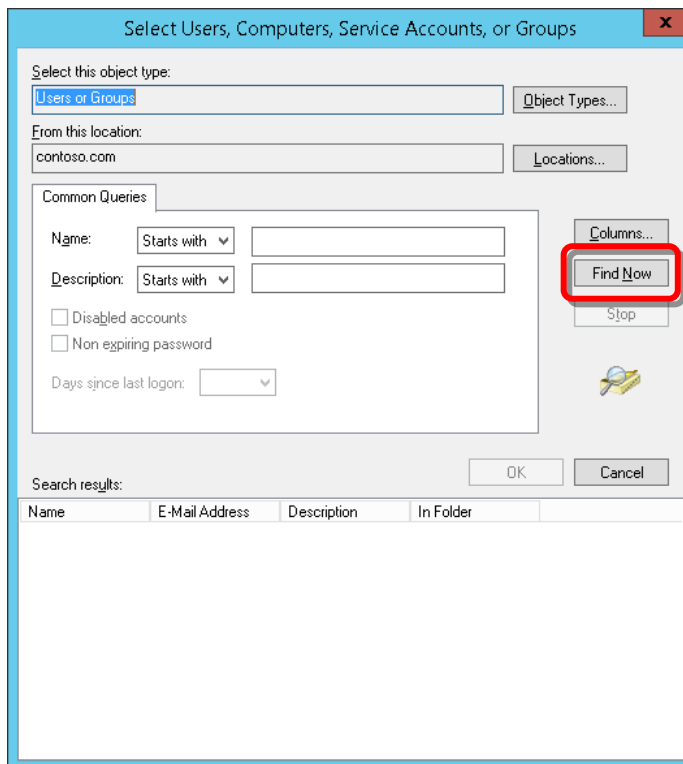 Select Users, Computers, Service Accounts, or Groups
x
Select this object type:
Users or Groups
Object Types...
From this location:
contoso.com
Locations...
Common Queries
Name:
Starts with
Columns...
Find Now
Description:
Starts with
Stop
Disabled accounts
Non expiring password
Days since last logon:
OK
Cancel
Search results:
Name E-Mail Address Description In Folder